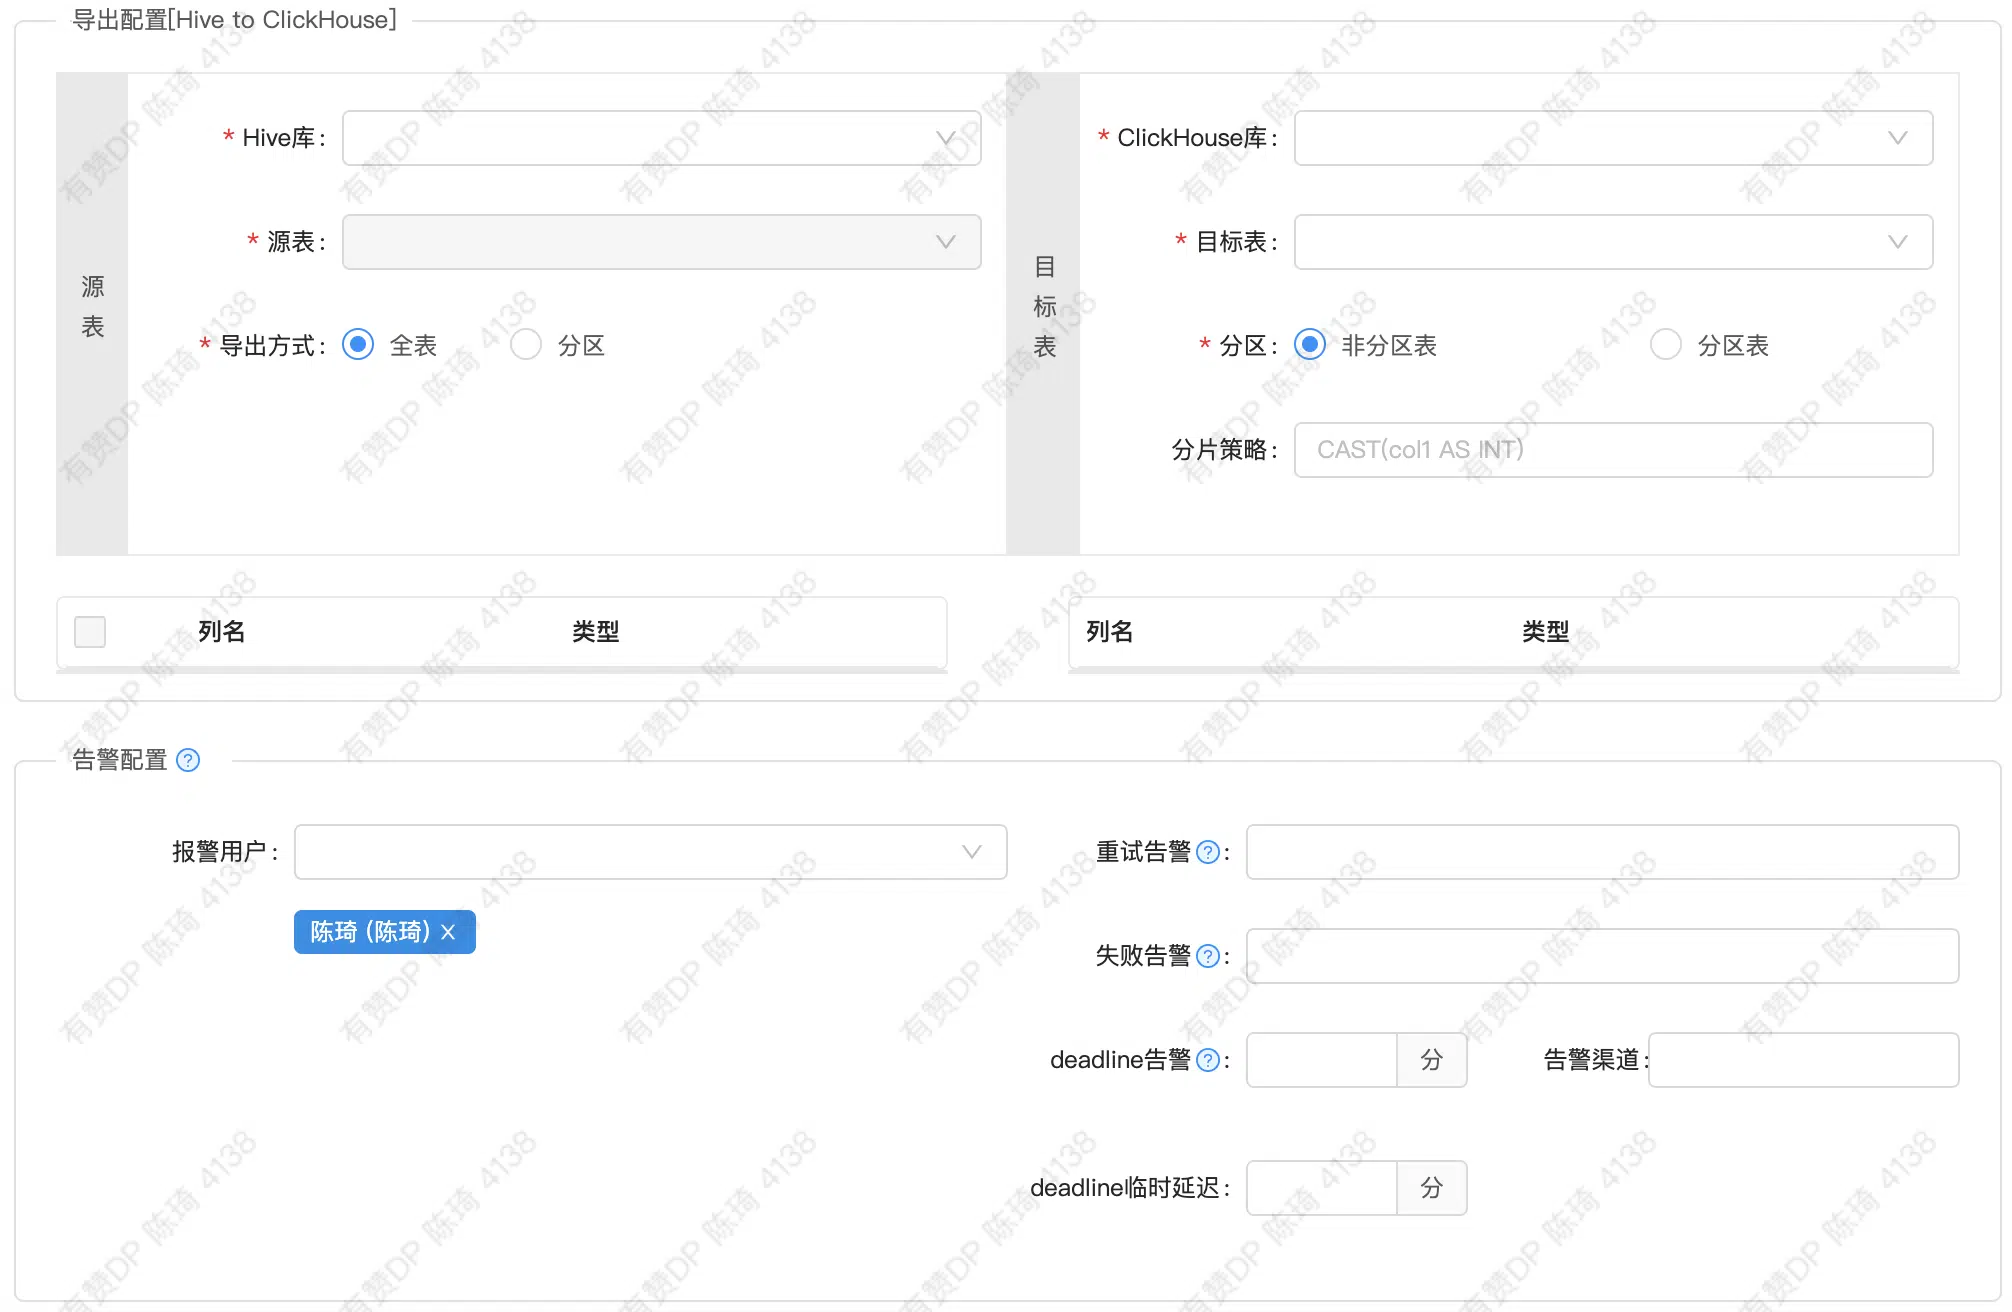 导出配置[Hive to ClickHouse]
源表
* Hive库:
* 源表:
* 导出方式: 全表 分区
目标表
* ClickHouse库:
* 目标表:
* 分区: 非分区表 分区表
分片策略: CAST(col1 AS INT)
列名 类型
列名 类型
告警配置 ?
报警用户:
陈琦 (陈琦) X
重试告警 ? :
失败告警 ? :
deadline告警 ? : 分 告警渠道:
deadline临时延迟: 分
有赞DP 陈琦 4138